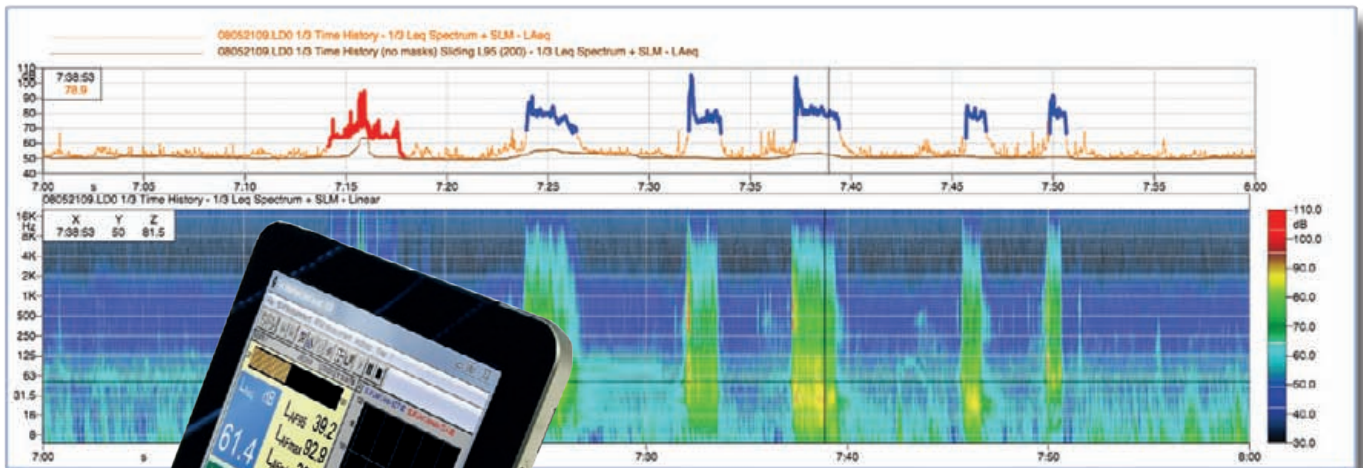 08052109.LD0 1/3 Time History - 1/3 Leq Spectrum + SLM - LAeq
08052109.LD0 1/3 Time History (no masks) Sliding L95 (200) - 1/3 Leq Spectrum + SLM - LAeq
110
dB
100
90
80
70
60
50
40
7:38:53
78.9
7:00 s 7:05 7:10 7:15 7:20 7:25 7:30 7:35 7:40 7:45 7:50 7:55 8:00
08052109.LD0 1/3 Time History - 1/3 Leq Spectrum + SLM - Linear
X Y Z
7:38:53 50 81.5
16K
Hz
8K
4K
2K
1K
500
250
125
63
31.5
16
8
110.0
dB
100.0
90.0
80.0
70.0
60.0
50.0
40.0
30.0
LAeq dB
61.4
LAF95 39.2
LAFmax 92.9
7:00 s 7:30 7:40 7:50 8:00